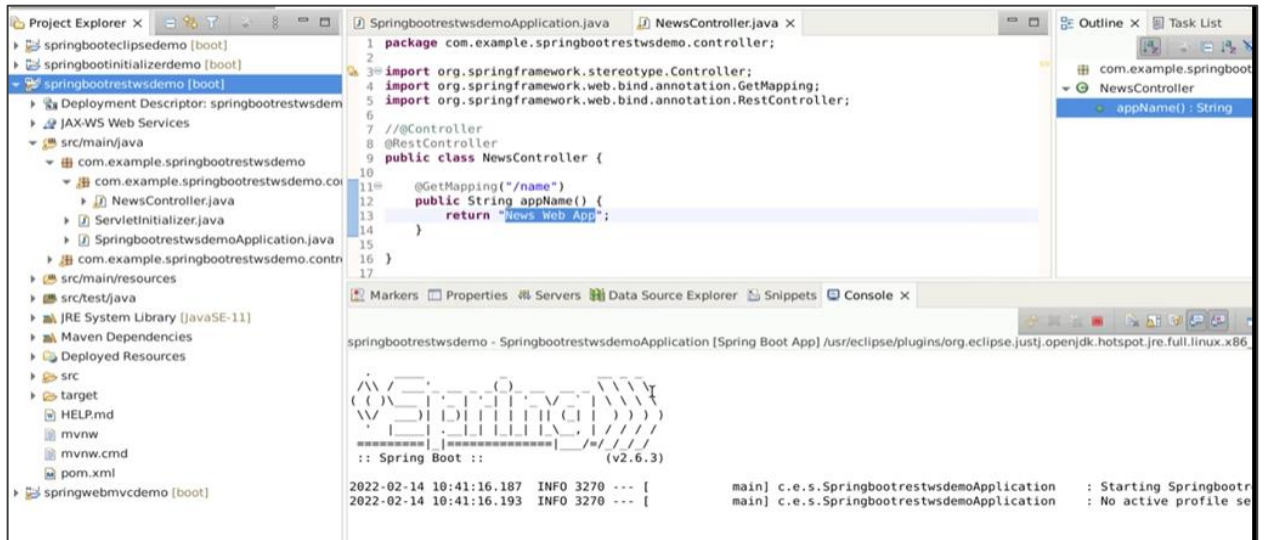 Project Explorer
springbooteclipsedemo [boot]
springbootinitializerdemo [boot]
springbootrestwsdemo [boot]
Deployment Descriptor: springbootrestwsdem
JAX-WS Web Services
src/main/java
com.example.springbootrestwsdemo
com.example.springbootrestwsdemo.co
NewsController.java
ServletInitializer.java
SpringbootrestwsdemoApplication.java
com.example.springbootrestwsdemo.contr
src/main/resources
src/test/java
JRE System Library [JavaSE-11]
Maven Dependencies
Deployed Resources
src
target
HELP.md
mvnw
mvnw.cmd
pom.xml
springwebmvcdemo [boot]
SpringbootrestwsdemoApplication.java NewsController.java
1 package com.example.springbootrestwsdemo.controller;
2
3 import org.springframework.stereotype.Controller;
4 import org.springframework.web.bind.annotation.GetMapping;
5 import org.springframework.web.bind.annotation.RestController;
6
7 //@Controller
8 @RestController
9 public class NewsController {
10
11 @GetMapping("/name")
12 public String appName() {
13 return "News Web App";
14 }
15
16 }
17
Outline Task List
com.example.springboot
NewsController
appName() : String
Markers Properties Servers Data Source Explorer Snippets Console
springbootrestwsdemo - SpringbootrestwsdemoApplication [Spring Boot App] /usr/eclipse/plugins/org.eclipse.justj.openjdk.hotspot.jre.full.linux.x86_
Spring
:: Spring Boot :: (v2.6.3)
2022-02-14 10:41:16.187 INFO 3270 --- [ main] c.e.s.SpringbootrestwsdemoApplication : Starting Springbootr
2022-02-14 10:41:16.193 INFO 3270 --- [ main] c.e.s.SpringbootrestwsdemoApplication : No active profile se